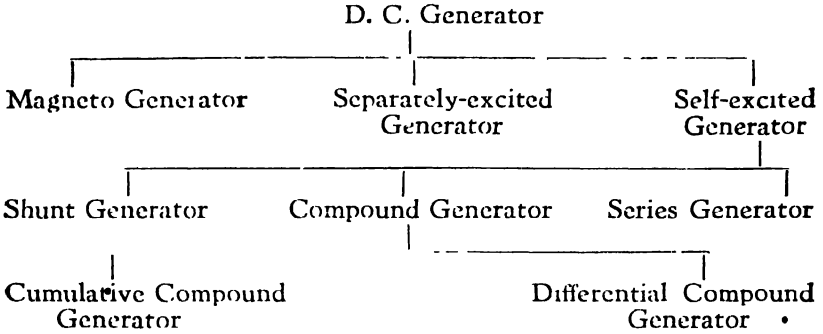 D. C. Generator
Magneto Generator
Separately-excited
Generator
Self-excited
Generator
Shunt Generator
Compound Generator
Series Generator
Cumulative Compound
Generator
Differential Compound
Generator